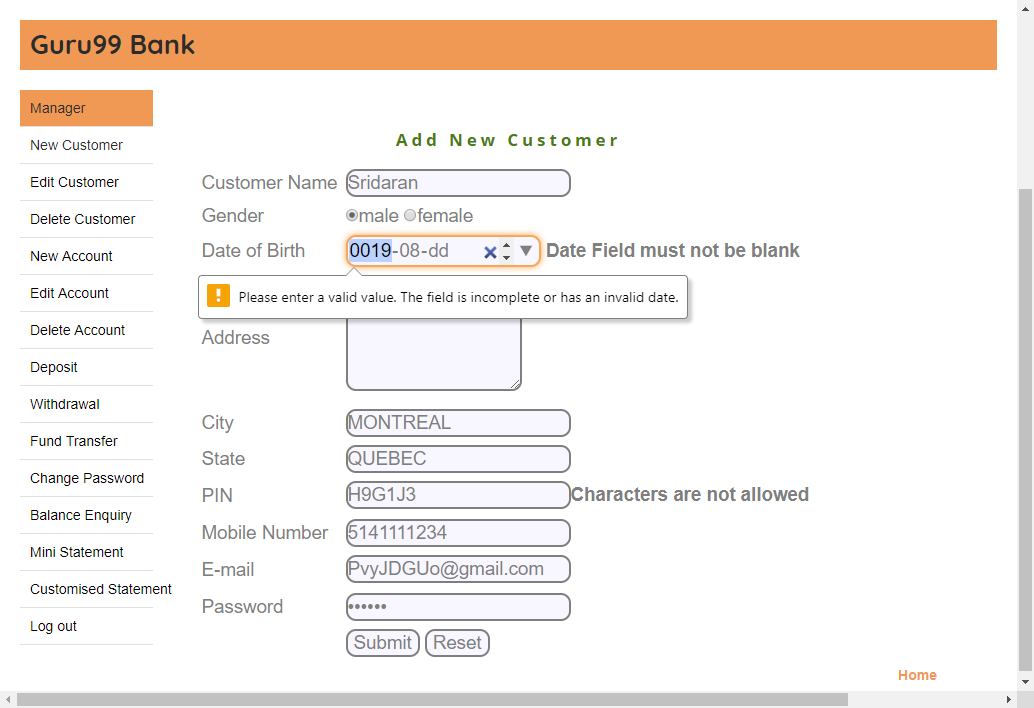 Guru99 Bank
Manager
New Customer
Edit Customer
Delete Customer
New Account
Edit Account
Delete Account
Deposit
Withdrawal
Fund Transfer
Change Password
Balance Enquiry
Mini Statement
Customised Statement
Log out
Add New Customer
Customer Name Sridaran
Gender male female
Date of Birth 0019-08-dd Date Field must not be blank
! Please enter a valid value. The field is incomplete or has an invalid date.
Address
City MONTREAL
State QUEBEC
PIN H9G1J3 Characters are not allowed
Mobile Number 5141111234
E-mail PvyJDGUo@gmail.com
Password ••••••
Submit Reset
Home